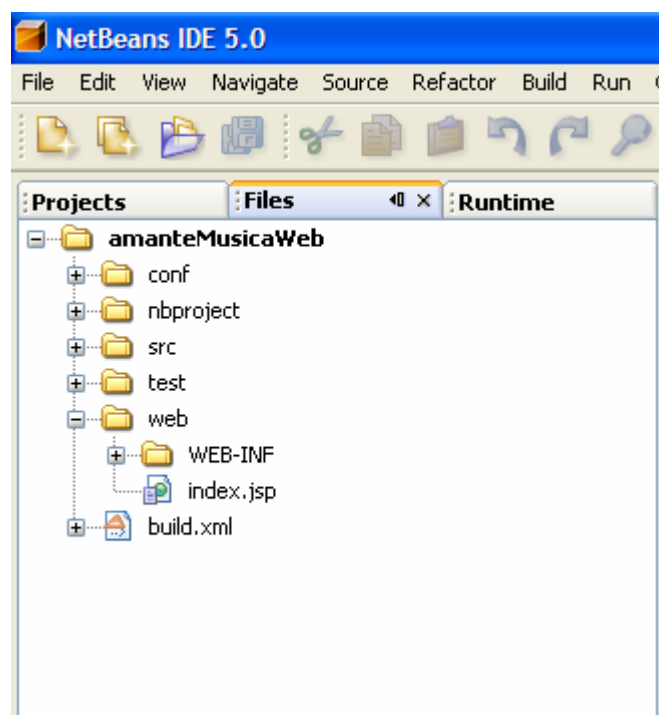 NetBeans IDE 5.0
File Edit View Navigate Source Refactor Build Run
Projects Files Runtime
amanteMusicaWeb
conf
nbproject
src
test
web
WEB-INF
index.jsp
build.xml